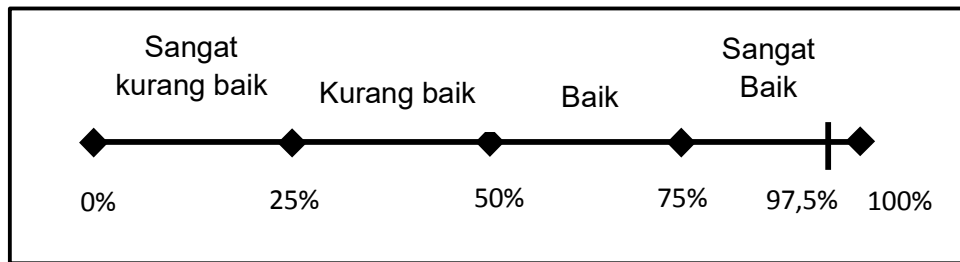 Sangat
kurang baik
Kurang baik
Baik
Sangat
Baik
0%
25%
50%
75%
97,5%
100%